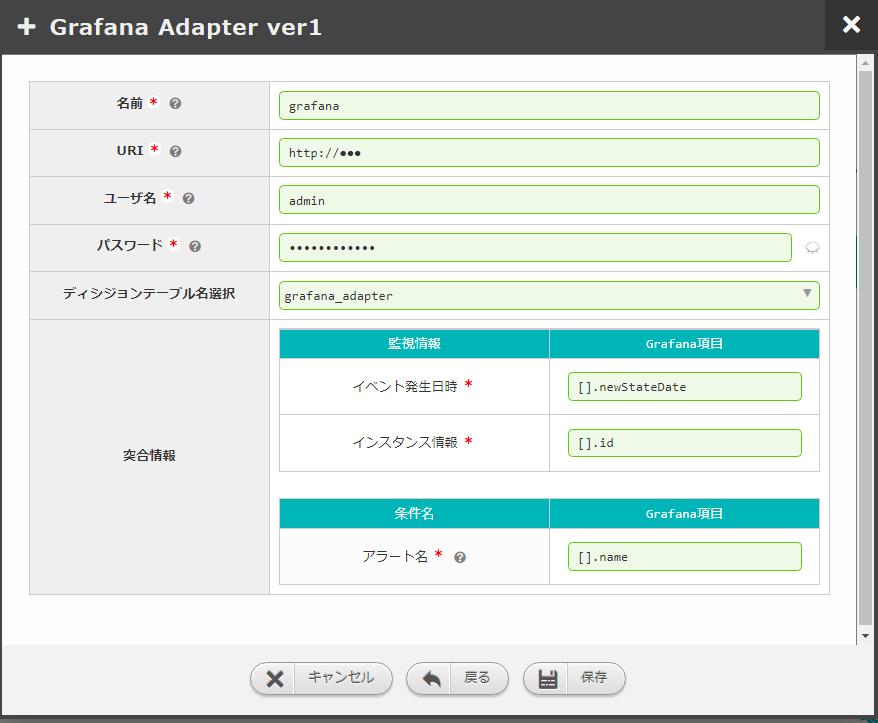 Grafana Adapter ver1
名前 * grafana
URI * http://●●●
ユーザ名 * admin
パスワード * ••••••••••••
ディシジョンテーブル名選択 grafana_adapter
突合情報
監視情報 Grafana項目
イベント発生日時 * [].newStateDate
インスタンス情報 * [].id
条件名 Grafana項目
アラート名 * [].name
キャンセル 戻る 保存